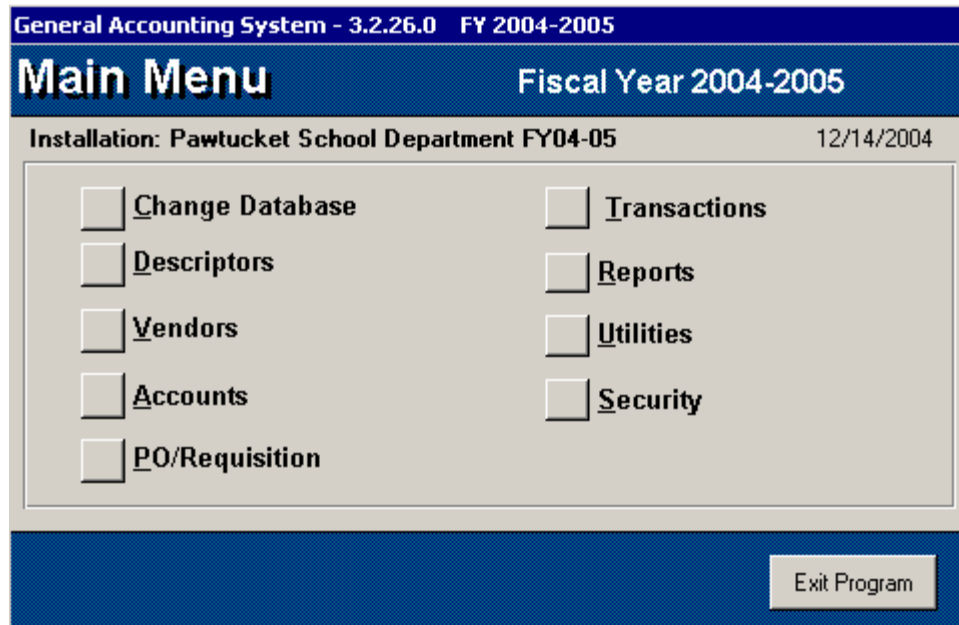 General Accounting System - 3.2.26.0 FY 2004-2005
Main Menu
Fiscal Year 2004-2005
Installation: Pawtucket School Department FY04-05
12/14/2004
Change Database
Descriptors
Vendors
Accounts
PO/Requisition
Transactions
Reports
Utilities
Security
Exit Program